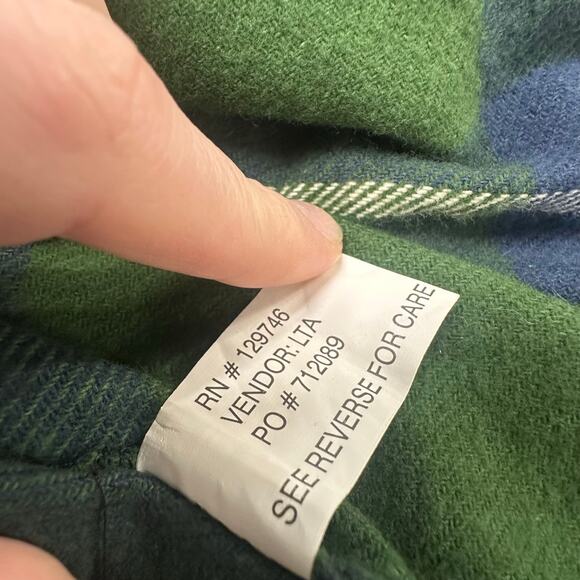 RN # 129746
VENDOR: LTA
PO # 712089
SEE REVERSE FOR CARE